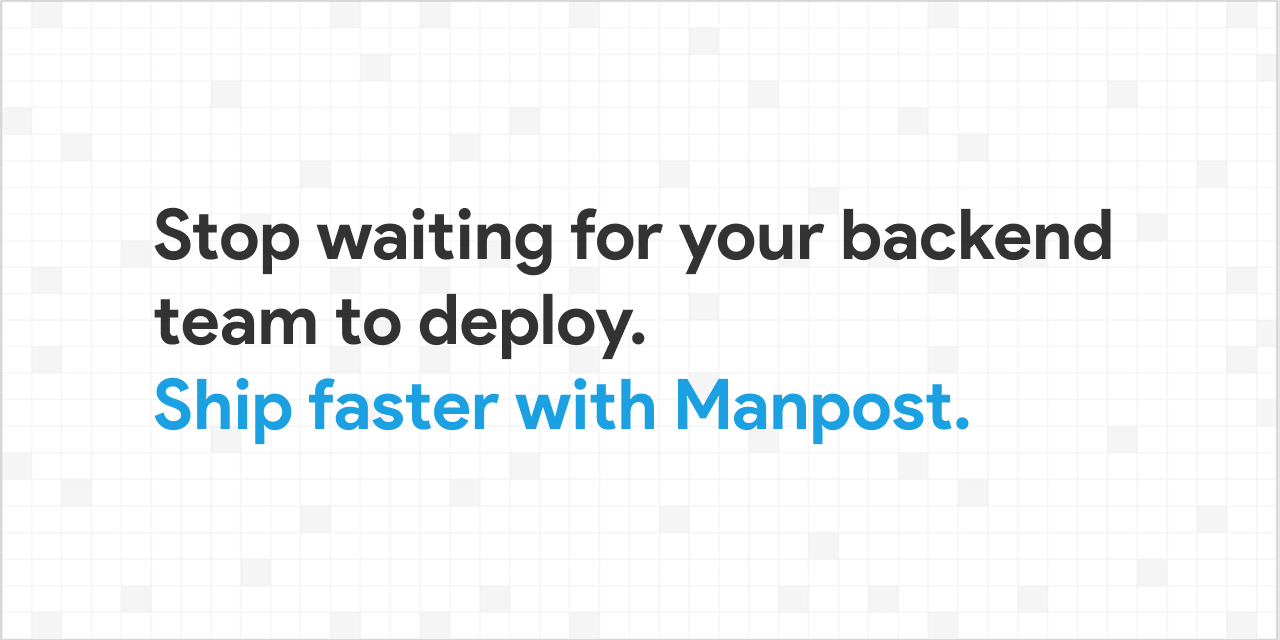 Stop waiting for your backend
team to deploy.
Ship faster with Manpost.